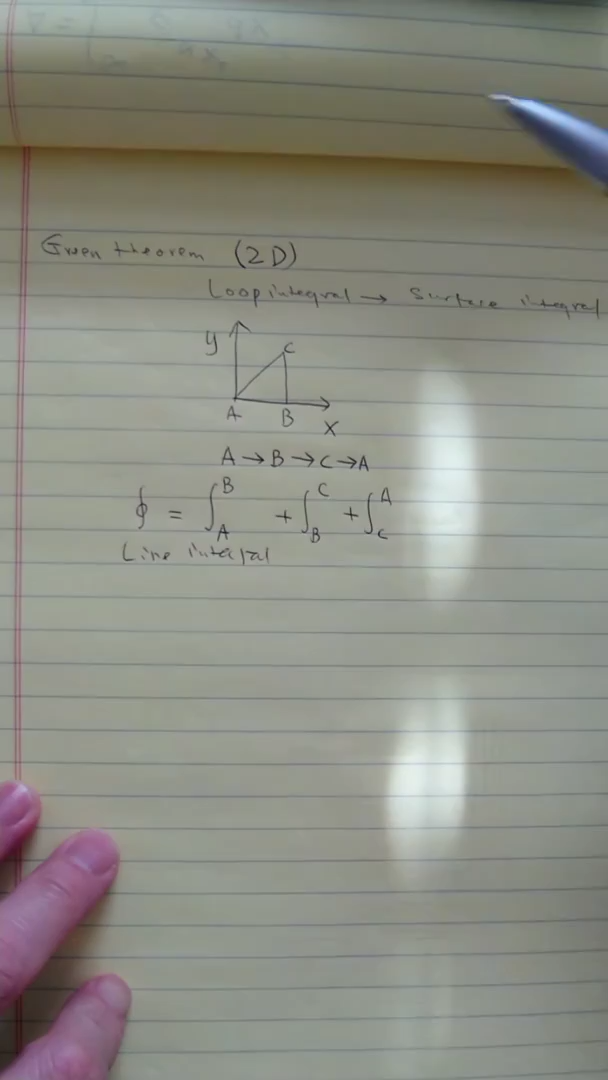 Green theorem (2D)
Loop integral → Surface integral
y
C
A
B
x
A → B → C → A
∮ = ∫_A^B + ∫_B^C + ∫_C^A
Line integral